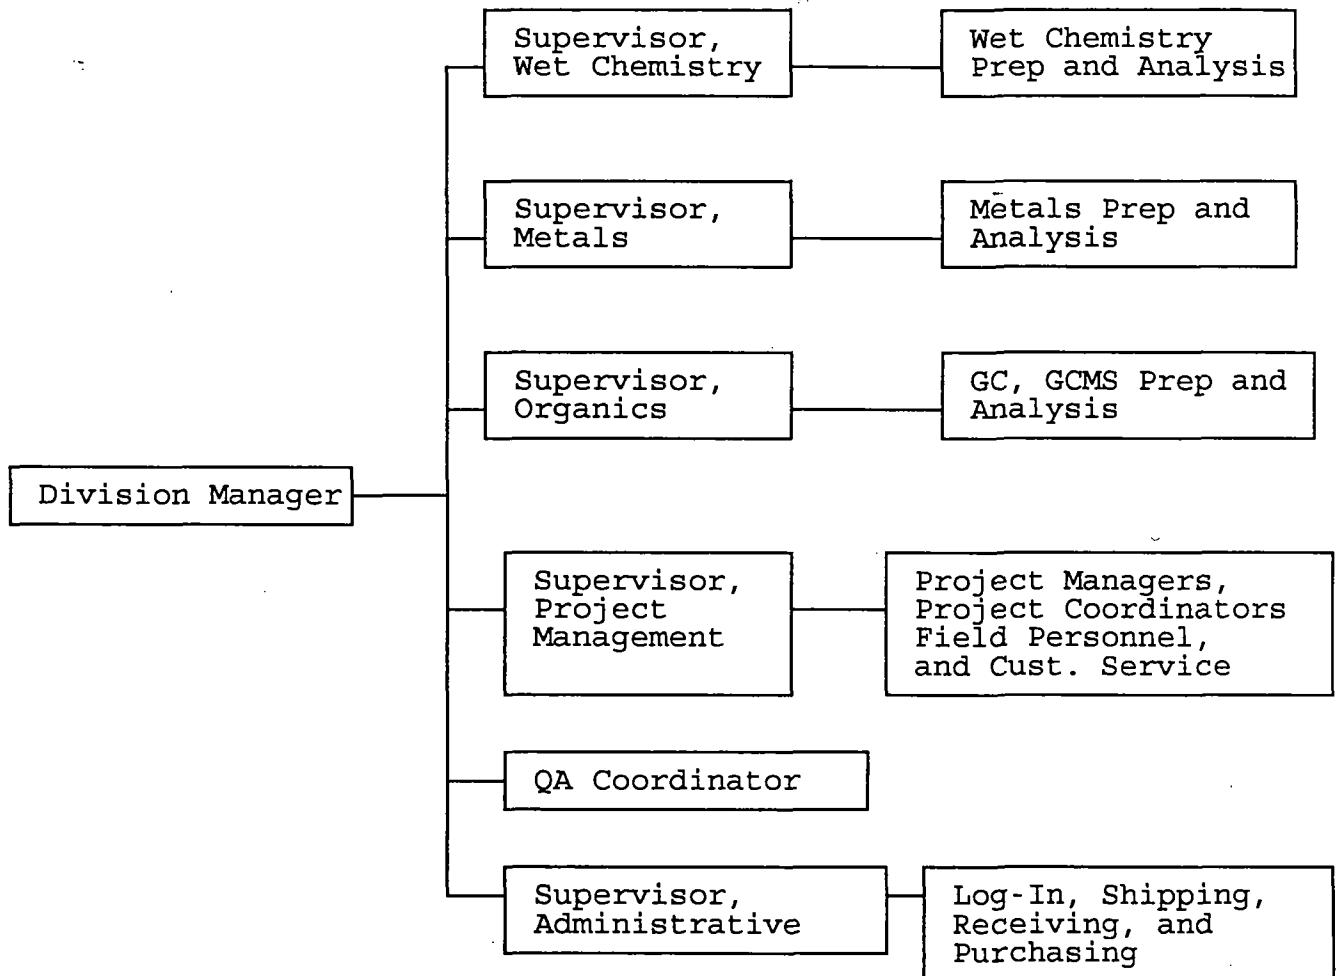 Supervisor,
Wet Chemistry
Wet Chemistry
Prep and Analysis
Supervisor,
Metals
Metals Prep and
Analysis
Supervisor,
Organics
GC, GCMS Prep and
Analysis
Division Manager
Supervisor,
Project
Management
Project Managers,
Project Coordinators
Field Personnel,
and Cust. Service
QA Coordinator
Supervisor,
Administrative
Log-In, Shipping,
Receiving, and
Purchasing